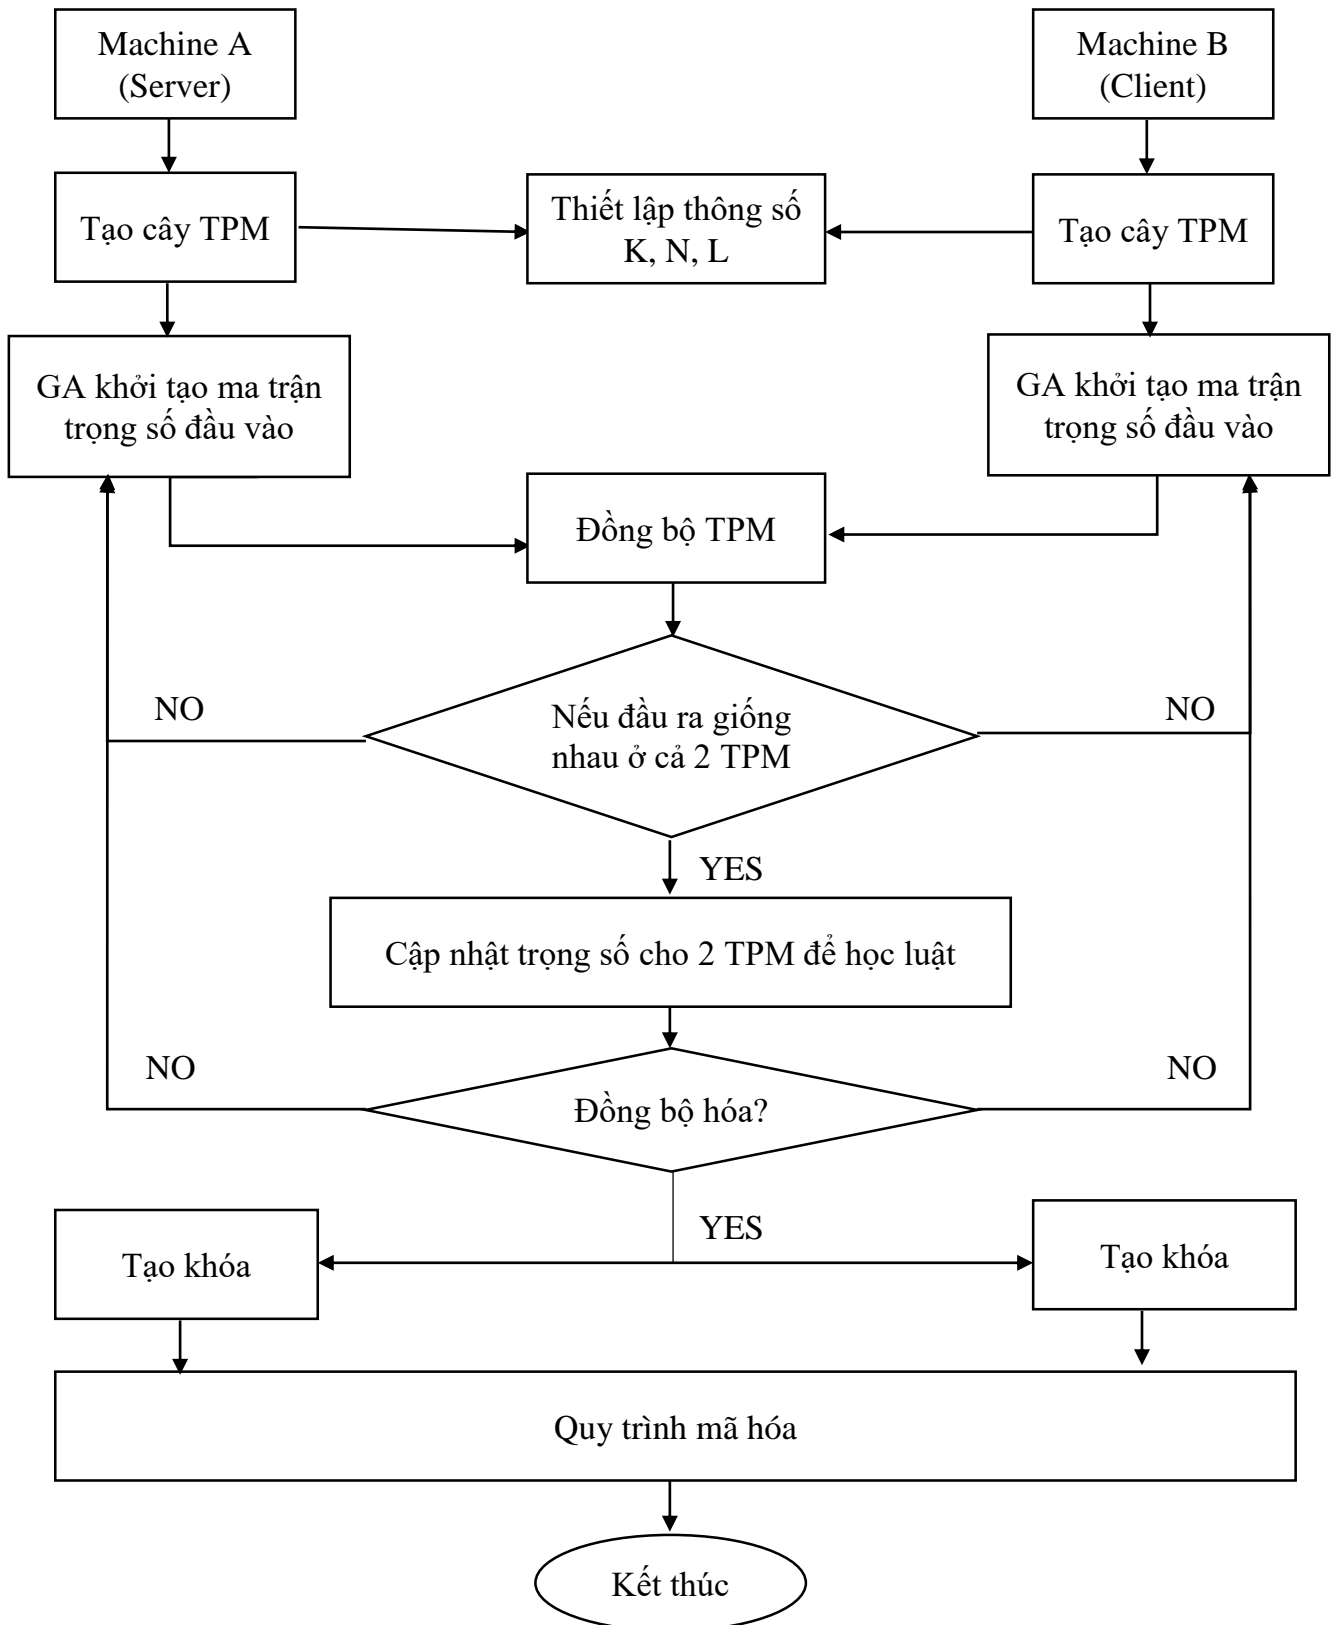 Machine A
(Server)
Machine B
(Client)
Tạo cây TPM
Thiết lập thông số
K, N, L
Tạo cây TPM
GA khởi tạo ma trận
trọng số đầu vào
GA khởi tạo ma trận
trọng số đầu vào
Đồng bộ TPM
NO
Nếu đầu ra giống
nhau ở cả 2 TPM
NO
YES
Cập nhật trọng số cho 2 TPM để học luật
NO
Đồng bộ hóa?
NO
YES
Tạo khóa
Tạo khóa
Quy trình mã hóa
Kết thúc